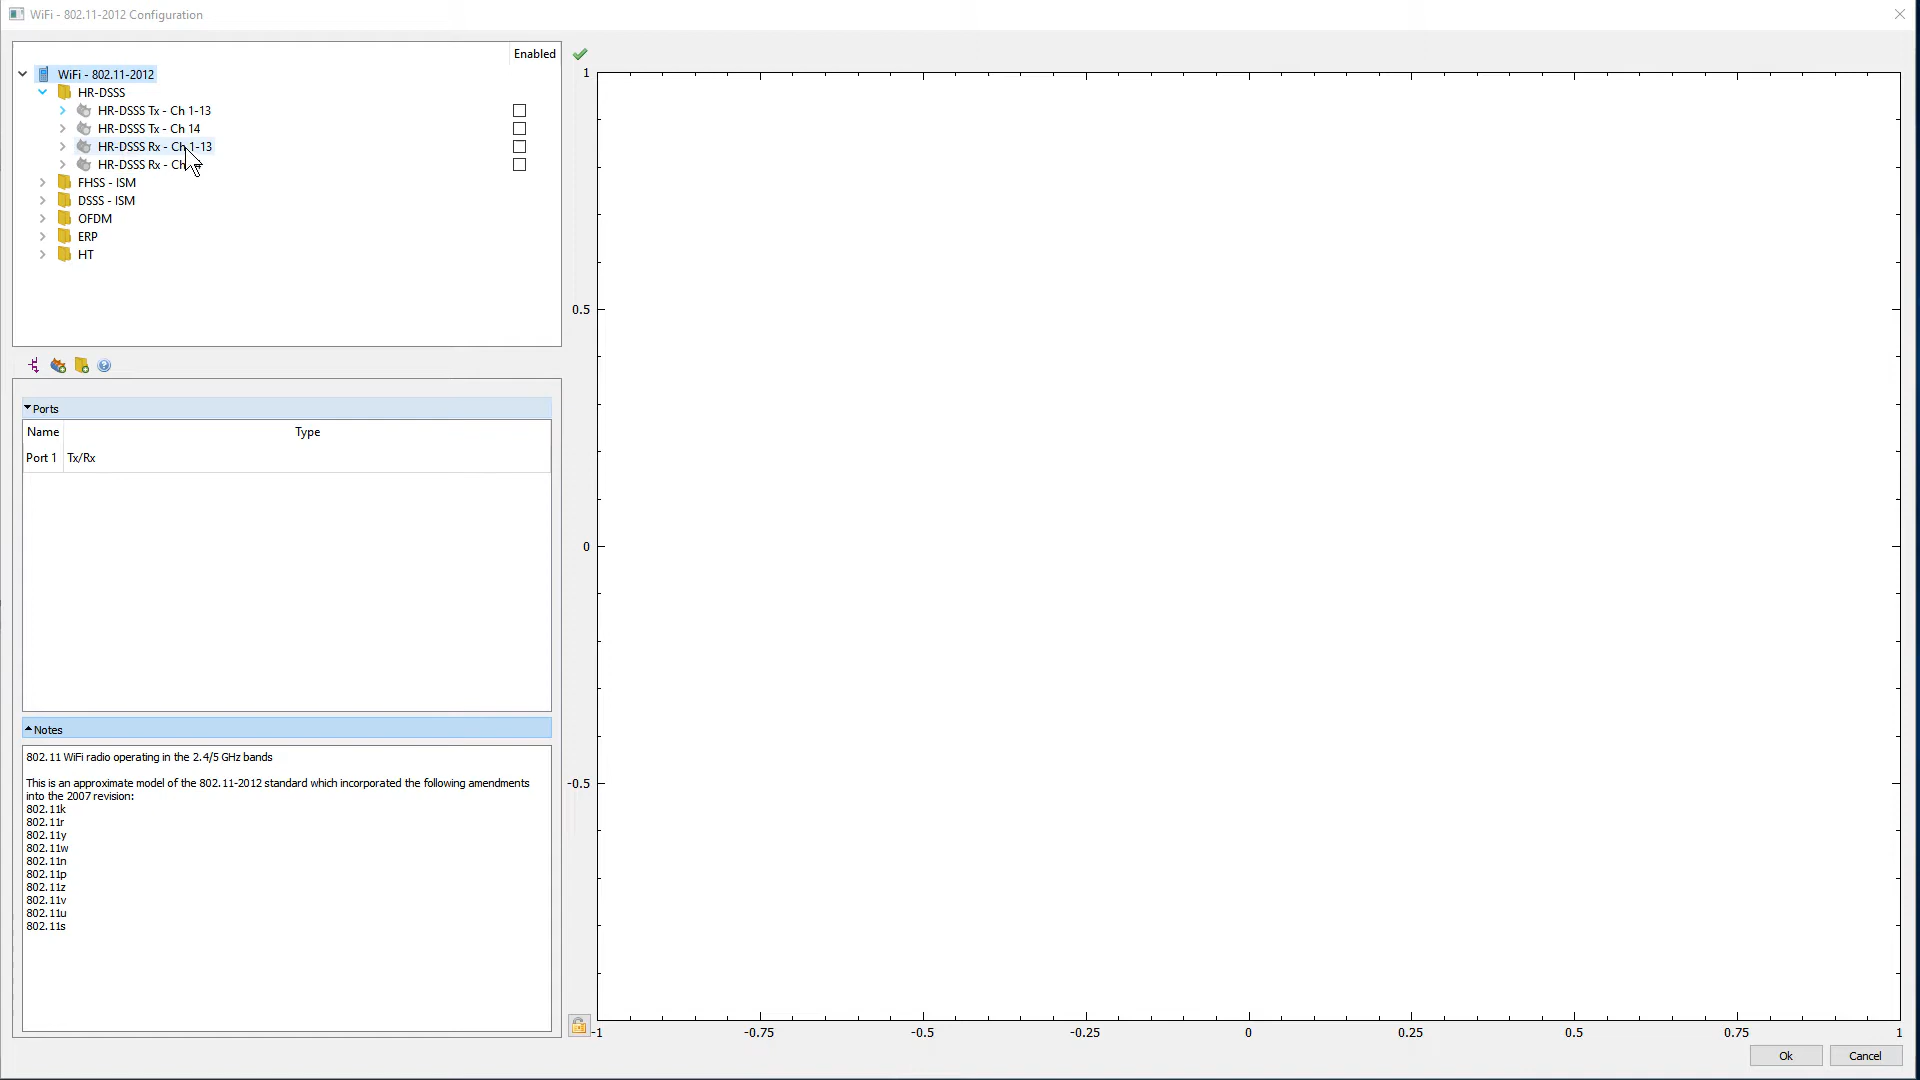 WiFi - 802.11-2012 Configuration
Enabled
WiFi - 802.11-2012
HR-DSSS
HR-DSSS Tx - Ch 1-13
HR-DSSS Tx - Ch 14
HR-DSSS Rx - Ch 1-13
HR-DSSS Rx - Ch
FHSS - ISM
DSSS - ISM
OFDM
ERP
HT
Ports
Name Type
Port 1 Tx/Rx
Notes
802.11 WiFi radio operating in the 2.4/5 GHz bands
This is an approximate model of the 802.11-2012 standard which incorporated the following amendments
into the 2007 revision:
802.11k
802.11r
802.11y
802.11w
802.11n
802.11p
802.11z
802.11v
802.11u
802.11s
1
0.5
0
-0.5
-1 -0.75 -0.5 -0.25 0 0.25 0.5 0.75 1
Ok Cancel